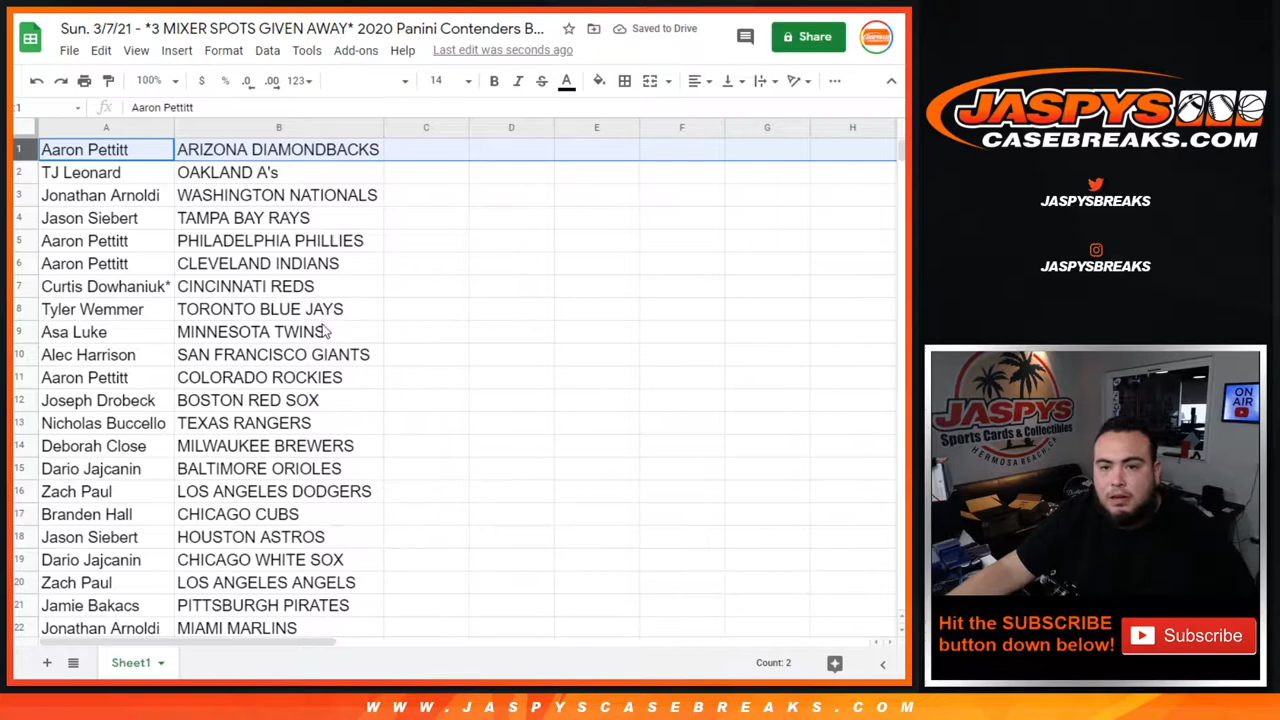 Sun. 3/7/21 - *3 MIXER SPOTS GIVEN AWAY* 2020 Panini Contenders B...
Saved to Drive
Share
File Edit View Insert Format Data Tools Add-ons Help Last edit was seconds ago
100% $ % .0 .00 123 14 B I S A
:1 fx Aaron Pettitt
A B C D E F G H
1 Aaron Pettitt ARIZONA DIAMONDBACKS
2 TJ Leonard OAKLAND A's
3 Jonathan Arnoldi WASHINGTON NATIONALS
4 Jason Siebert TAMPA BAY RAYS
5 Aaron Pettitt PHILADELPHIA PHILLIES
6 Aaron Pettitt CLEVELAND INDIANS
7 Curtis Dowhaniuk* CINCINNATI REDS
8 Tyler Wemmer TORONTO BLUE JAYS
9 Asa Luke MINNESOTA TWINS
10 Alec Harrison SAN FRANCISCO GIANTS
11 Aaron Pettitt COLORADO ROCKIES
12 Joseph Drobeck BOSTON RED SOX
13 Nicholas Buccello TEXAS RANGERS
14 Deborah Close MILWAUKEE BREWERS
15 Dario Jajcanin BALTIMORE ORIOLES
16 Zach Paul LOS ANGELES DODGERS
17 Branden Hall CHICAGO CUBS
18 Jason Siebert HOUSTON ASTROS
19 Dario Jajcanin CHICAGO WHITE SOX
20 Zach Paul LOS ANGELES ANGELS
21 Jamie Bakacs PITTSBURGH PIRATES
22 Jonathan Arnoldi MIAMI MARLINS
Sheet1
Count: 2
JASPYS
CASEBREAKS.COM
JASPYSBREAKS
JASPYSBREAKS
JASPYS
Sports Cards & Collectibles
HERMOSA BEACH, CA
ON
AIR
Hit the SUBSCRIBE
button down below!
Subscribe
WWW.JASPYSCASEBREAKS.COM